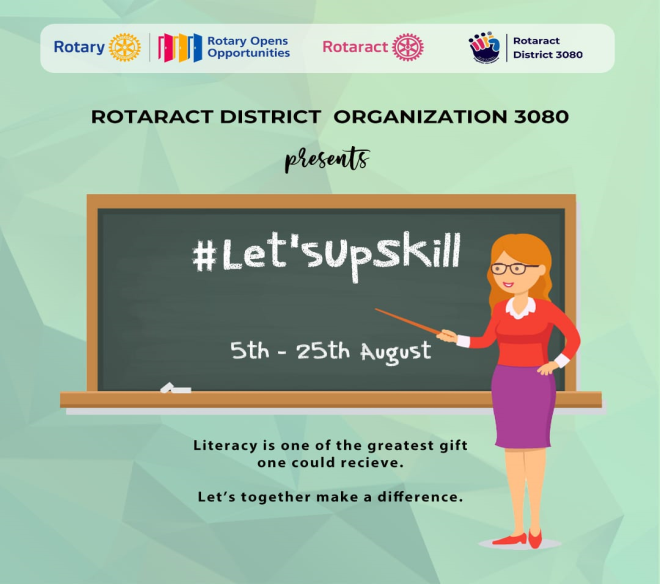 Rotary
Rotary Opens
Opportunities
Rotaract
Rotaract
District 3080
ROTARACT DISTRICT ORGANIZATION 3080
presents
#Let'sUpSkill
5th - 25th August
Literacy is one of the greatest gift
one could recieve.
Let's together make a difference.